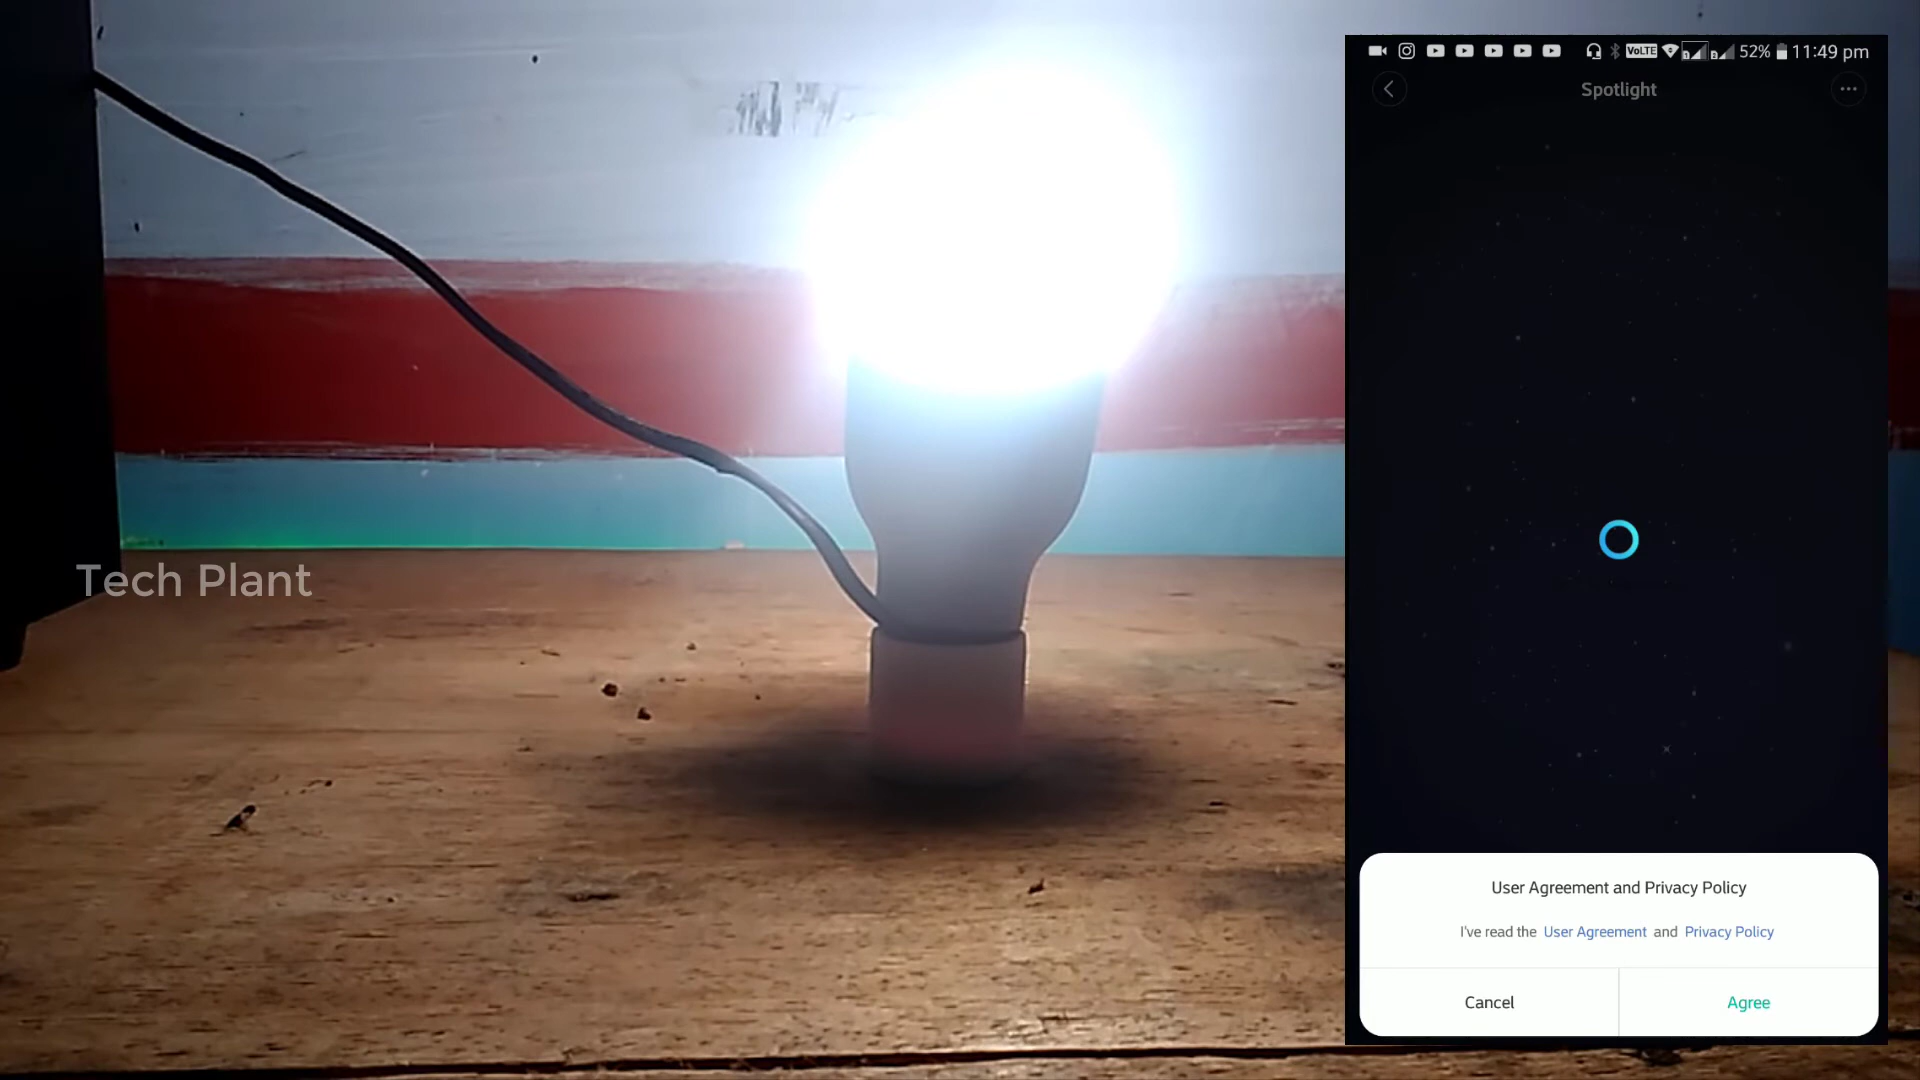 VoLTE 52% 11:49 pm
Spotlight
Tech Plant
User Agreement and Privacy Policy
I've read the User Agreement and Privacy Policy
Cancel
Agree